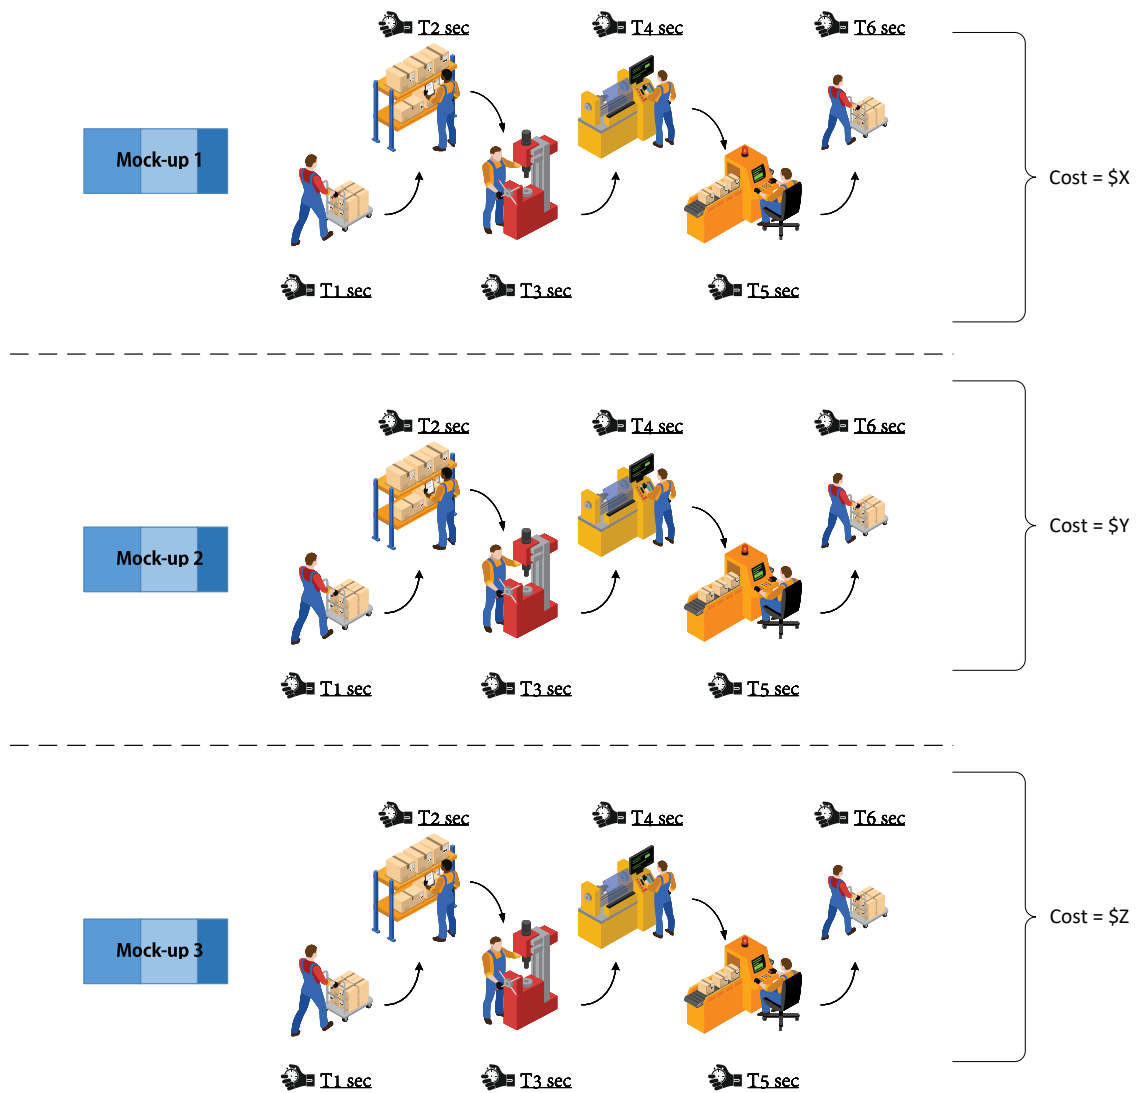 T2 sec
T4 sec
T6 sec
Mock-up 1
Cost = $X
T1 sec
T3 sec
T5 sec
T2 sec
T4 sec
T6 sec
Mock-up 2
Cost = $Y
T1 sec
T3 sec
T5 sec
T2 sec
T4 sec
T6 sec
Mock-up 3
Cost = $Z
T1 sec
T3 sec
T5 sec